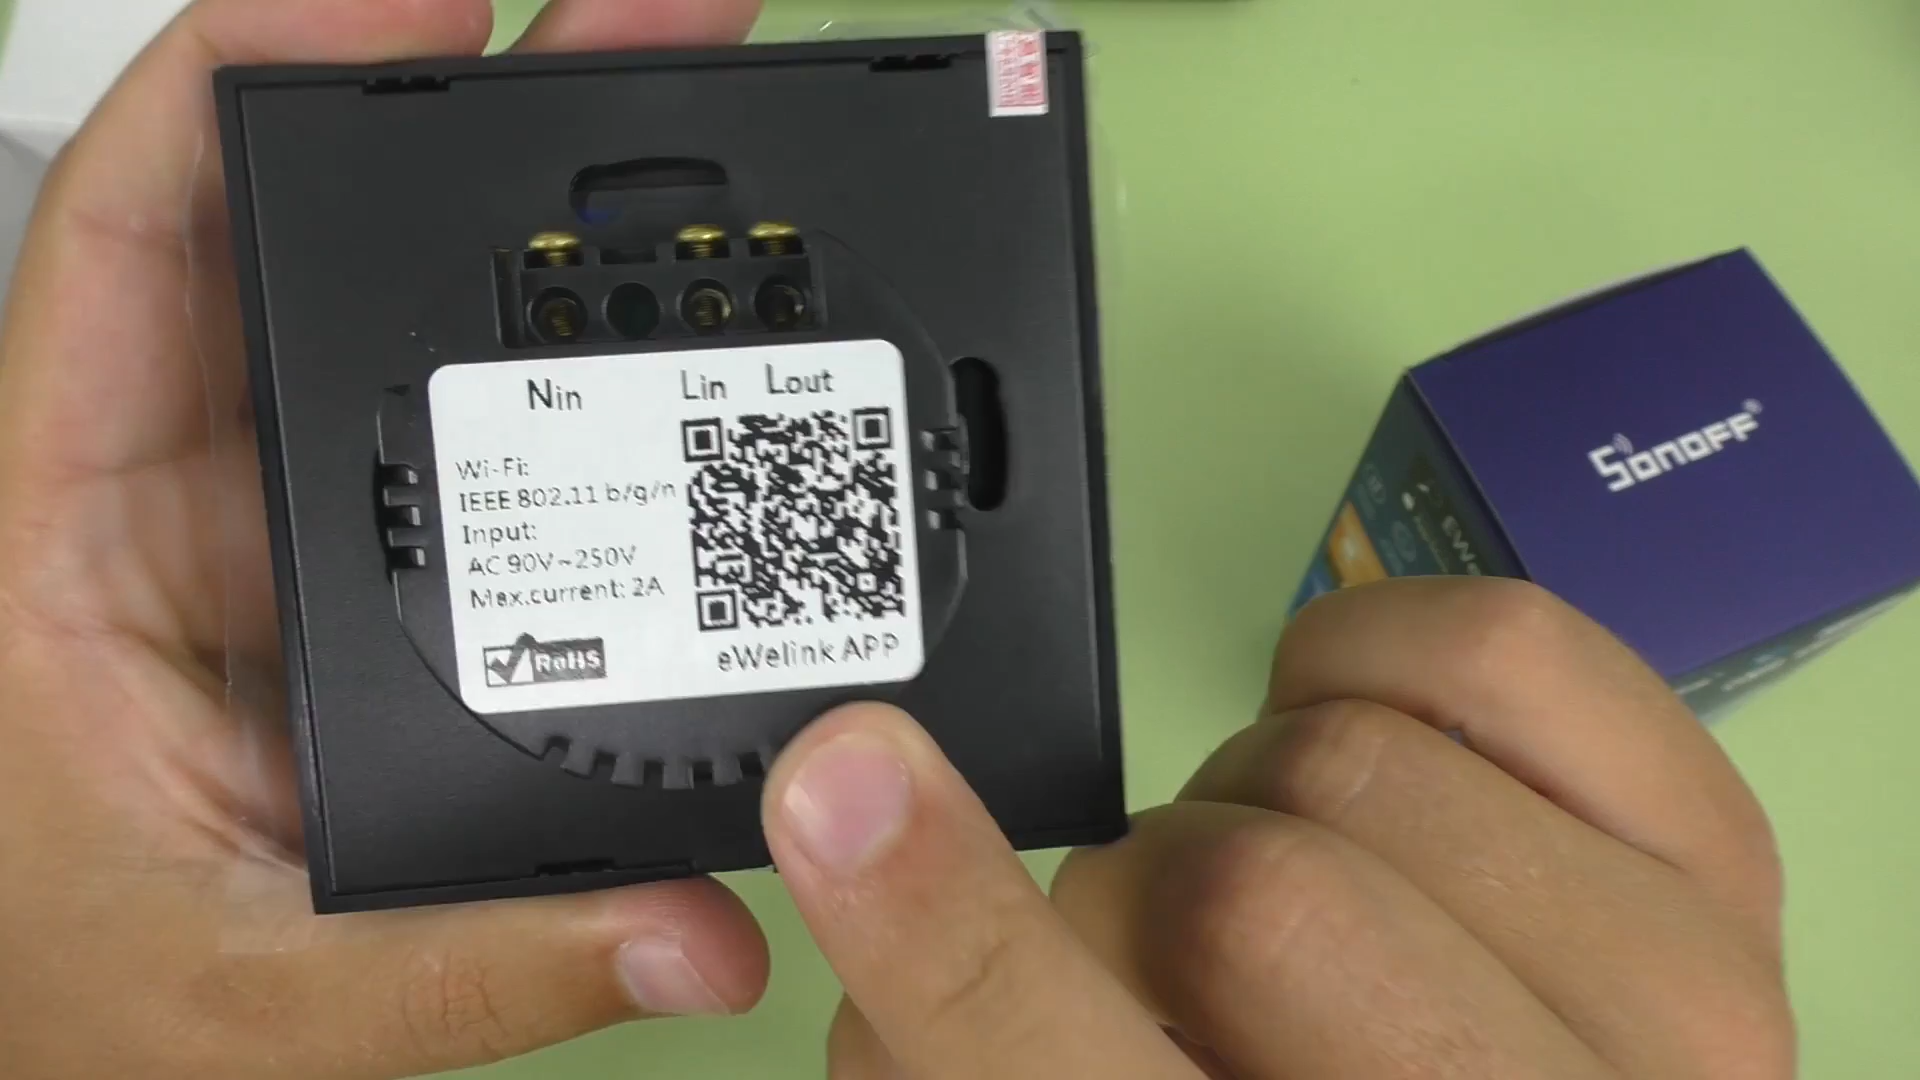 Nin Lin Lout
Wi-Fi:
IEEE 802.11 b/g/n
Input:
AC 90V~250V
Max.current: 2A
RoHS
eWelink APP
SONOFF